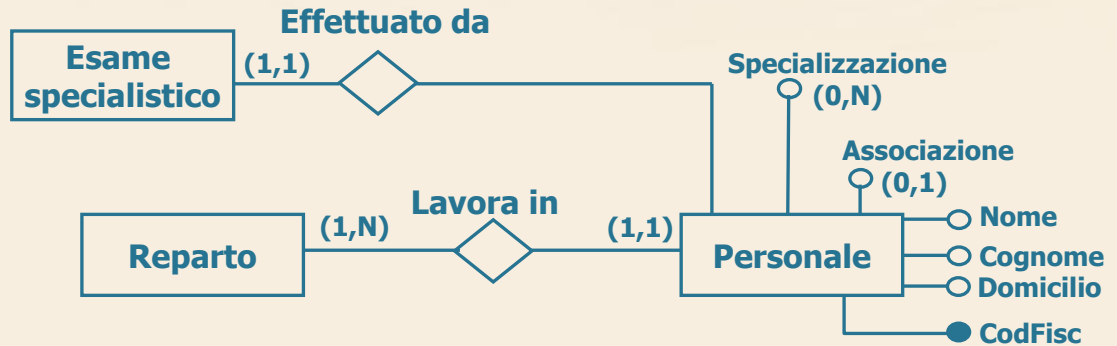 Effettuato da
Esame
specialistico
(1,1)
Specializzazione
(0,N)
Associazione
(0,1)
Lavora in
Reparto
(1,N)
(1,1)
Personale
Nome
Cognome
Domicilio
CodFisc